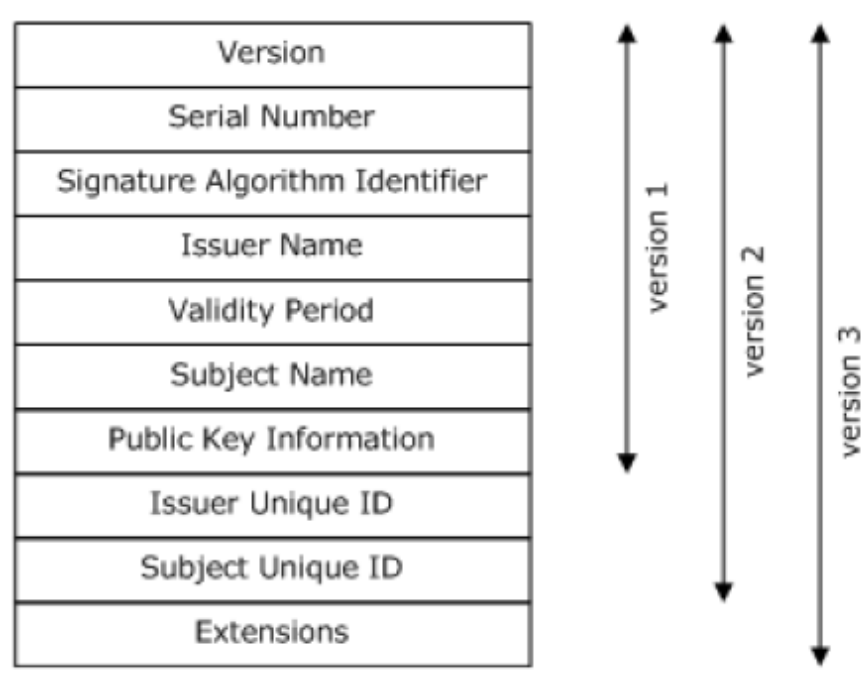 Version
Serial Number
Signature Algorithm Identifier
Issuer Name
Validity Period
Subject Name
Public Key Information
Issuer Unique ID
Subject Unique ID
Extensions
version 1
version 2
version 3